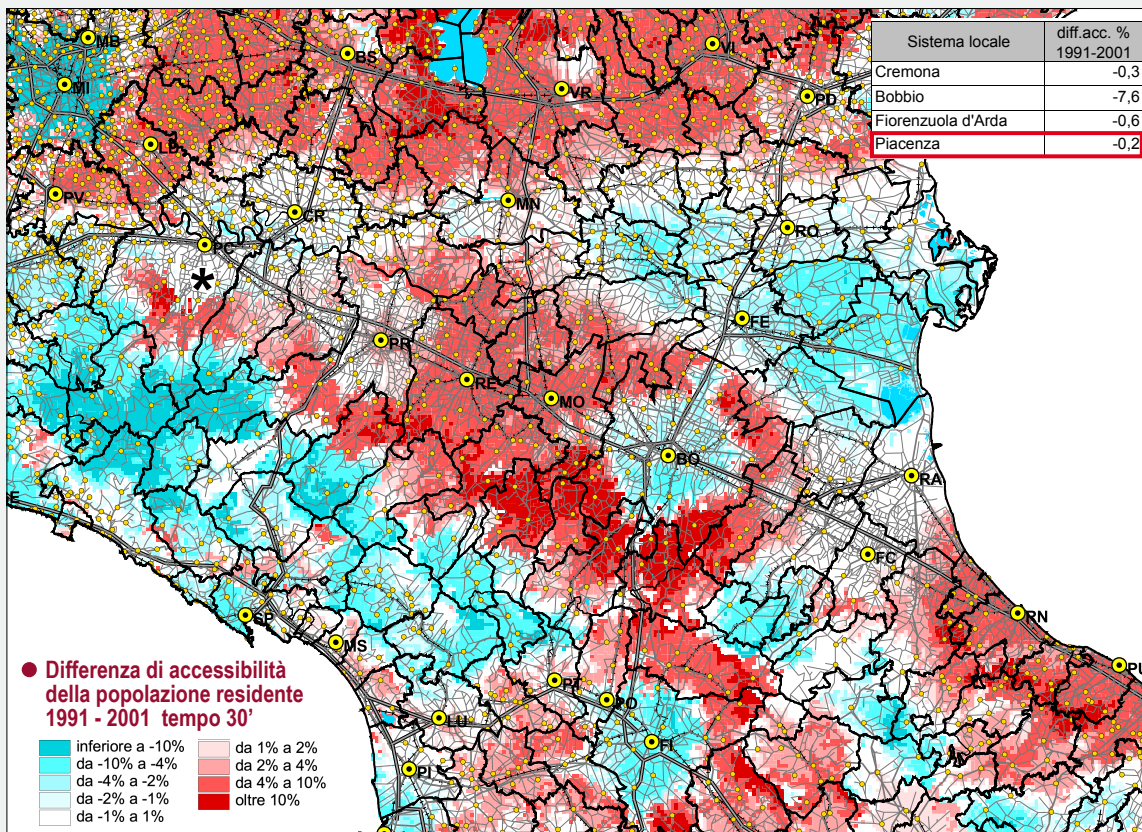 Sistema locale diff.acc. % 1991-2001
Cremona -0,3
Bobbio -7,6
Fiorenzuola d'Arda -0,6
Piacenza -0,2
MB
BS
VI
MI
VR
PD
LO
PV
CR
MN
RO
PC
*
FE
PR
RE
MO
BO
RA
FC
SP
RN
MS
PU
PT
PO
LU
FI
PI
Differenza di accessibilità
della popolazione residente
1991 - 2001 tempo 30'
inferiore a -10%
da -10% a -4%
da -4% a -2%
da -2% a -1%
da -1% a 1%
da 1% a 2%
da 2% a 4%
da 4% a 10%
oltre 10%